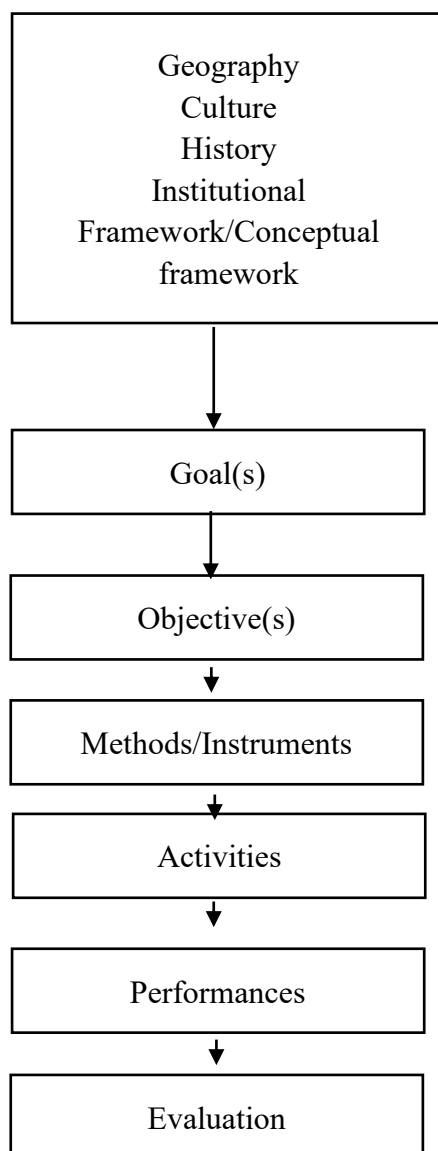 Geography
Culture
History
Institutional
Framework/Conceptual
framework
Goal(s)
Objective(s)
Methods/Instruments
Activities
Performances
Evaluation